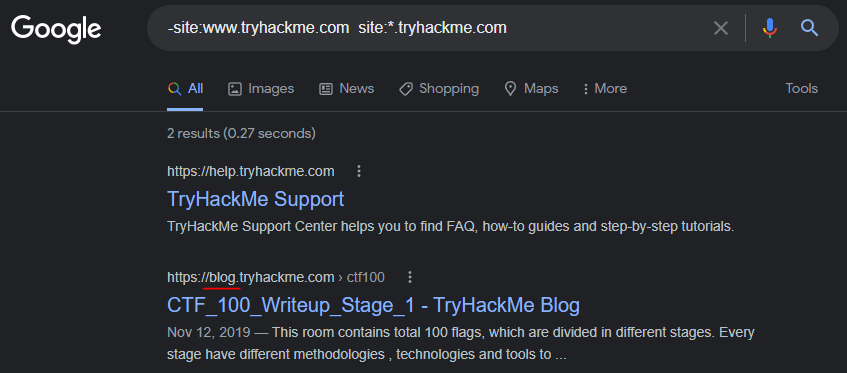 Google
-site:www.tryhackme.com  site:*.tryhackme.com
All Images News Shopping Maps More Tools
2 results (0.27 seconds)
https://help.tryhackme.com
TryHackMe Support
TryHackMe Support Center helps you to find FAQ, how-to guides and step-by-step tutorials.
https://blog.tryhackme.com › ctf100
CTF_100_Writeup_Stage_1 - TryHackMe Blog
Nov 12, 2019 — This room contains total 100 flags, which are divided in different stages. Every
stage have different methodologies , technologies and tools to ...